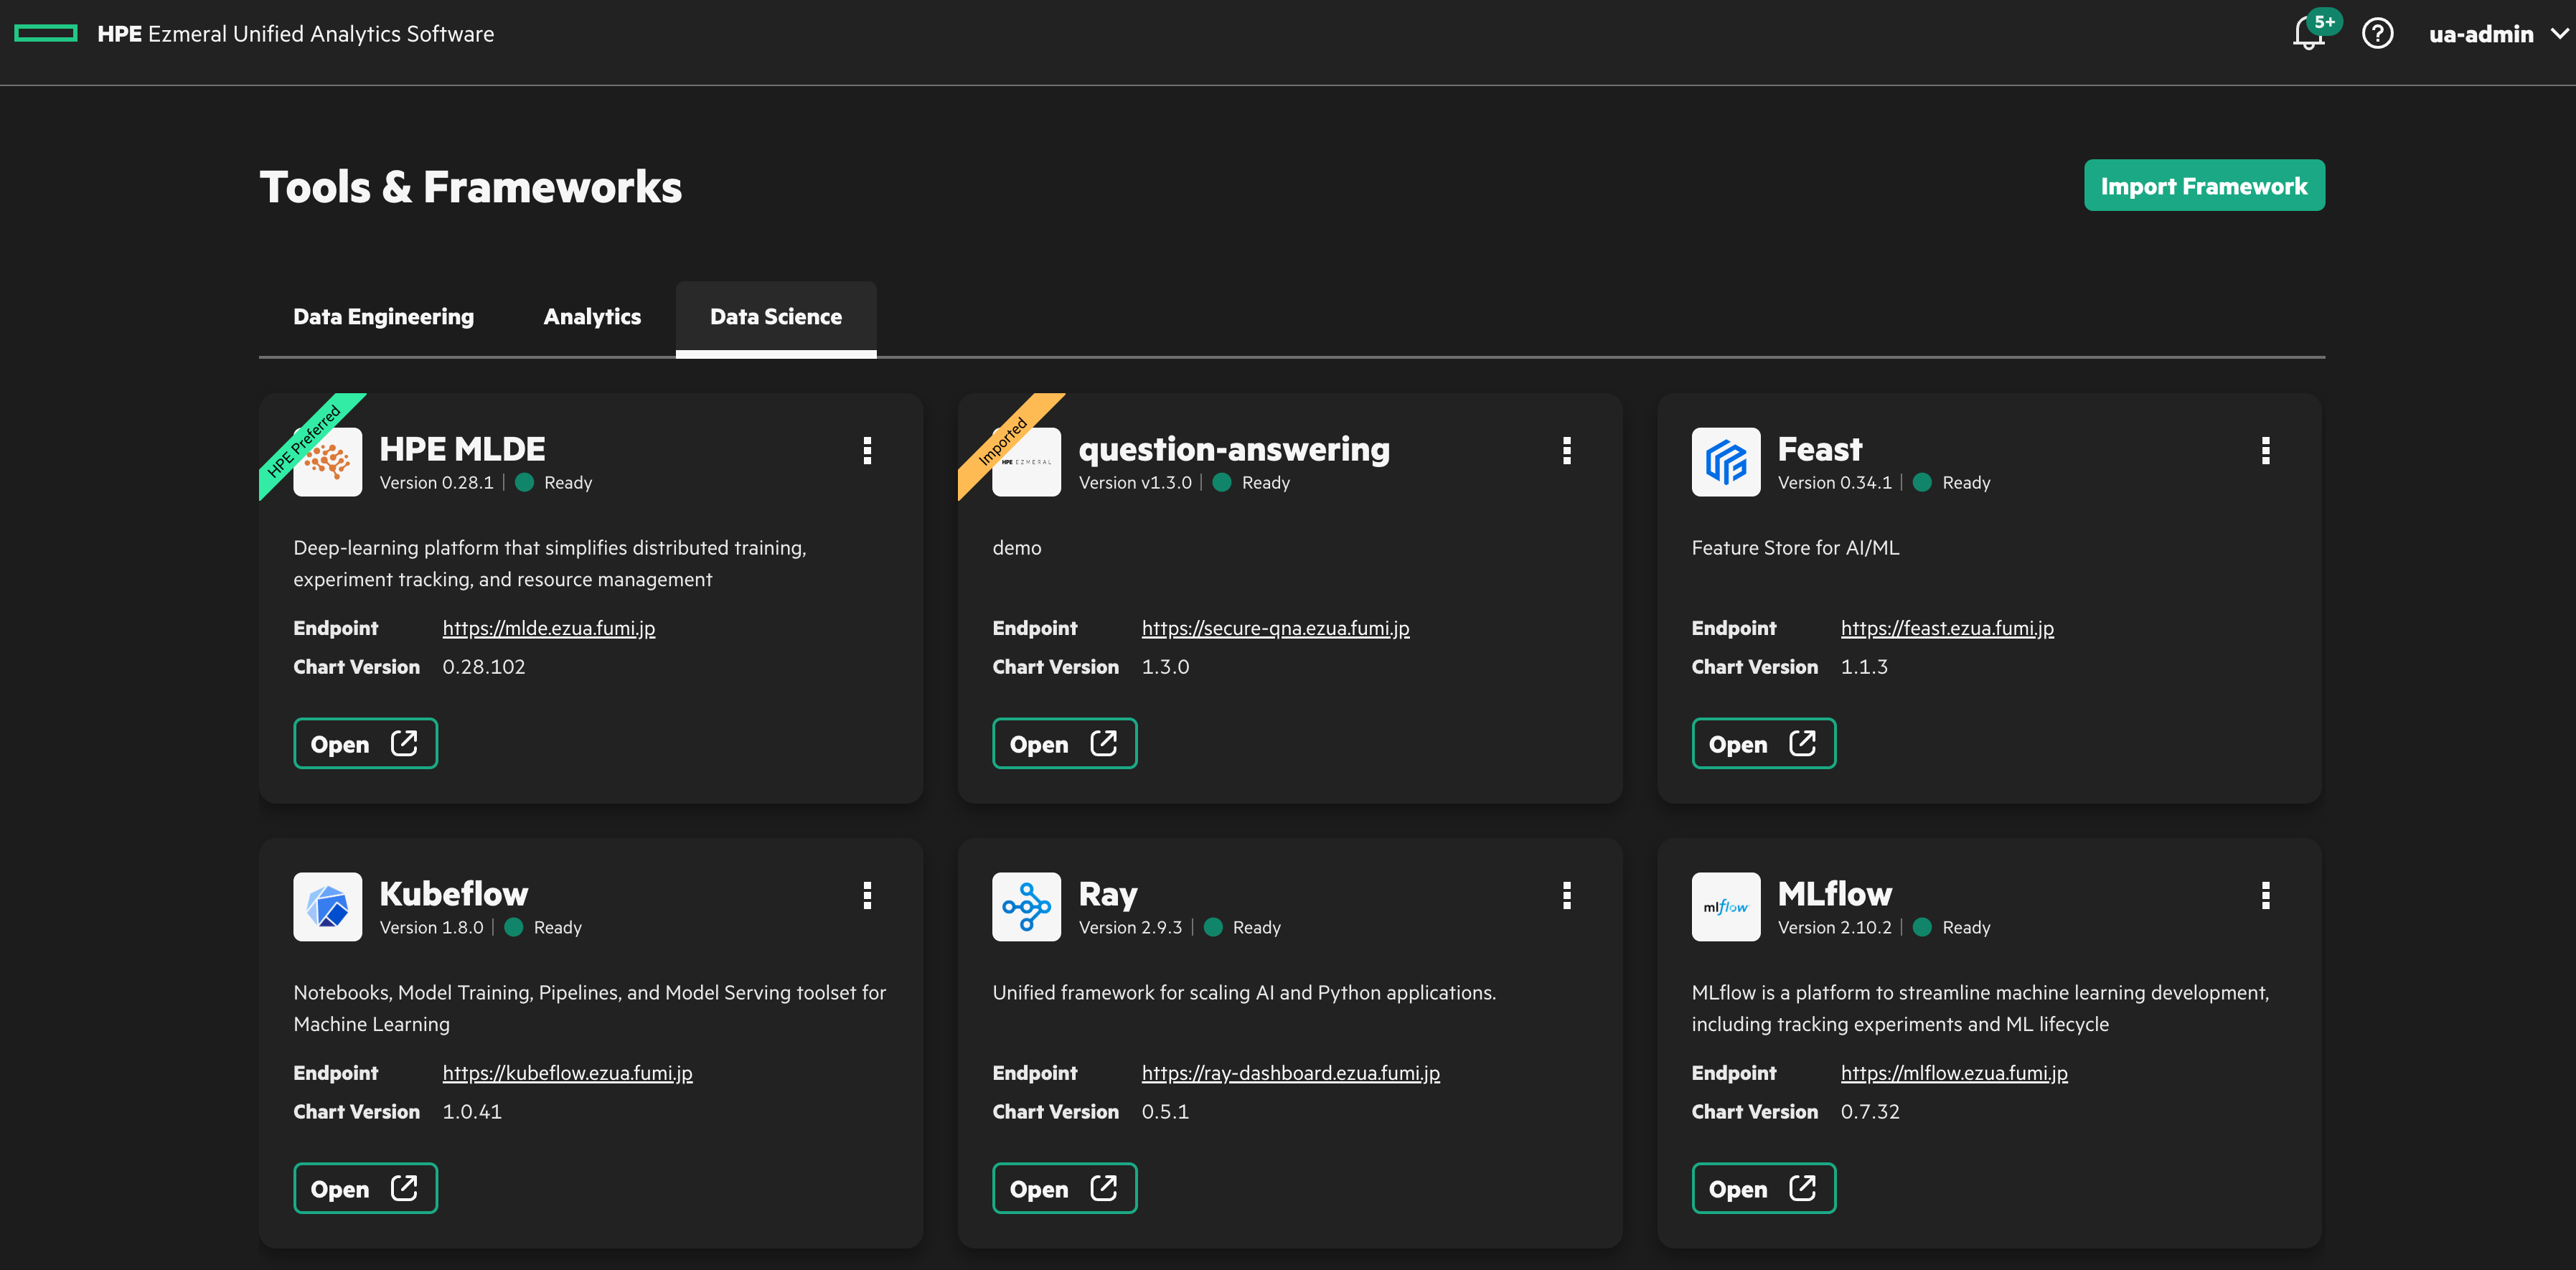 HPE Ezmeral Unified Analytics Software
5+
ua-admin
Tools & Frameworks
Import Framework
Data Engineering
Analytics
Data Science
HPE Preferred
HPE MLDE
Version 0.28.1 | Ready
Deep-learning platform that simplifies distributed training,
experiment tracking, and resource management
Endpoint https://mlde.ezua.fumi.jp
Chart Version 0.28.102
Open
Imported
HPE EZMERAL
question-answering
Version v1.3.0 | Ready
demo
Endpoint https://secure-qna.ezua.fumi.jp
Chart Version 1.3.0
Open
Feast
Version 0.34.1 | Ready
Feature Store for AI/ML
Endpoint https://feast.ezua.fumi.jp
Chart Version 1.1.3
Open
Kubeflow
Version 1.8.0 | Ready
Notebooks, Model Training, Pipelines, and Model Serving toolset for
Machine Learning
Endpoint https://kubeflow.ezua.fumi.jp
Chart Version 1.0.41
Open
Ray
Version 2.9.3 | Ready
Unified framework for scaling AI and Python applications.
Endpoint https://ray-dashboard.ezua.fumi.jp
Chart Version 0.5.1
Open
mlflow
MLflow
Version 2.10.2 | Ready
MLflow is a platform to streamline machine learning development,
including tracking experiments and ML lifecycle
Endpoint https://mlflow.ezua.fumi.jp
Chart Version 0.7.32
Open